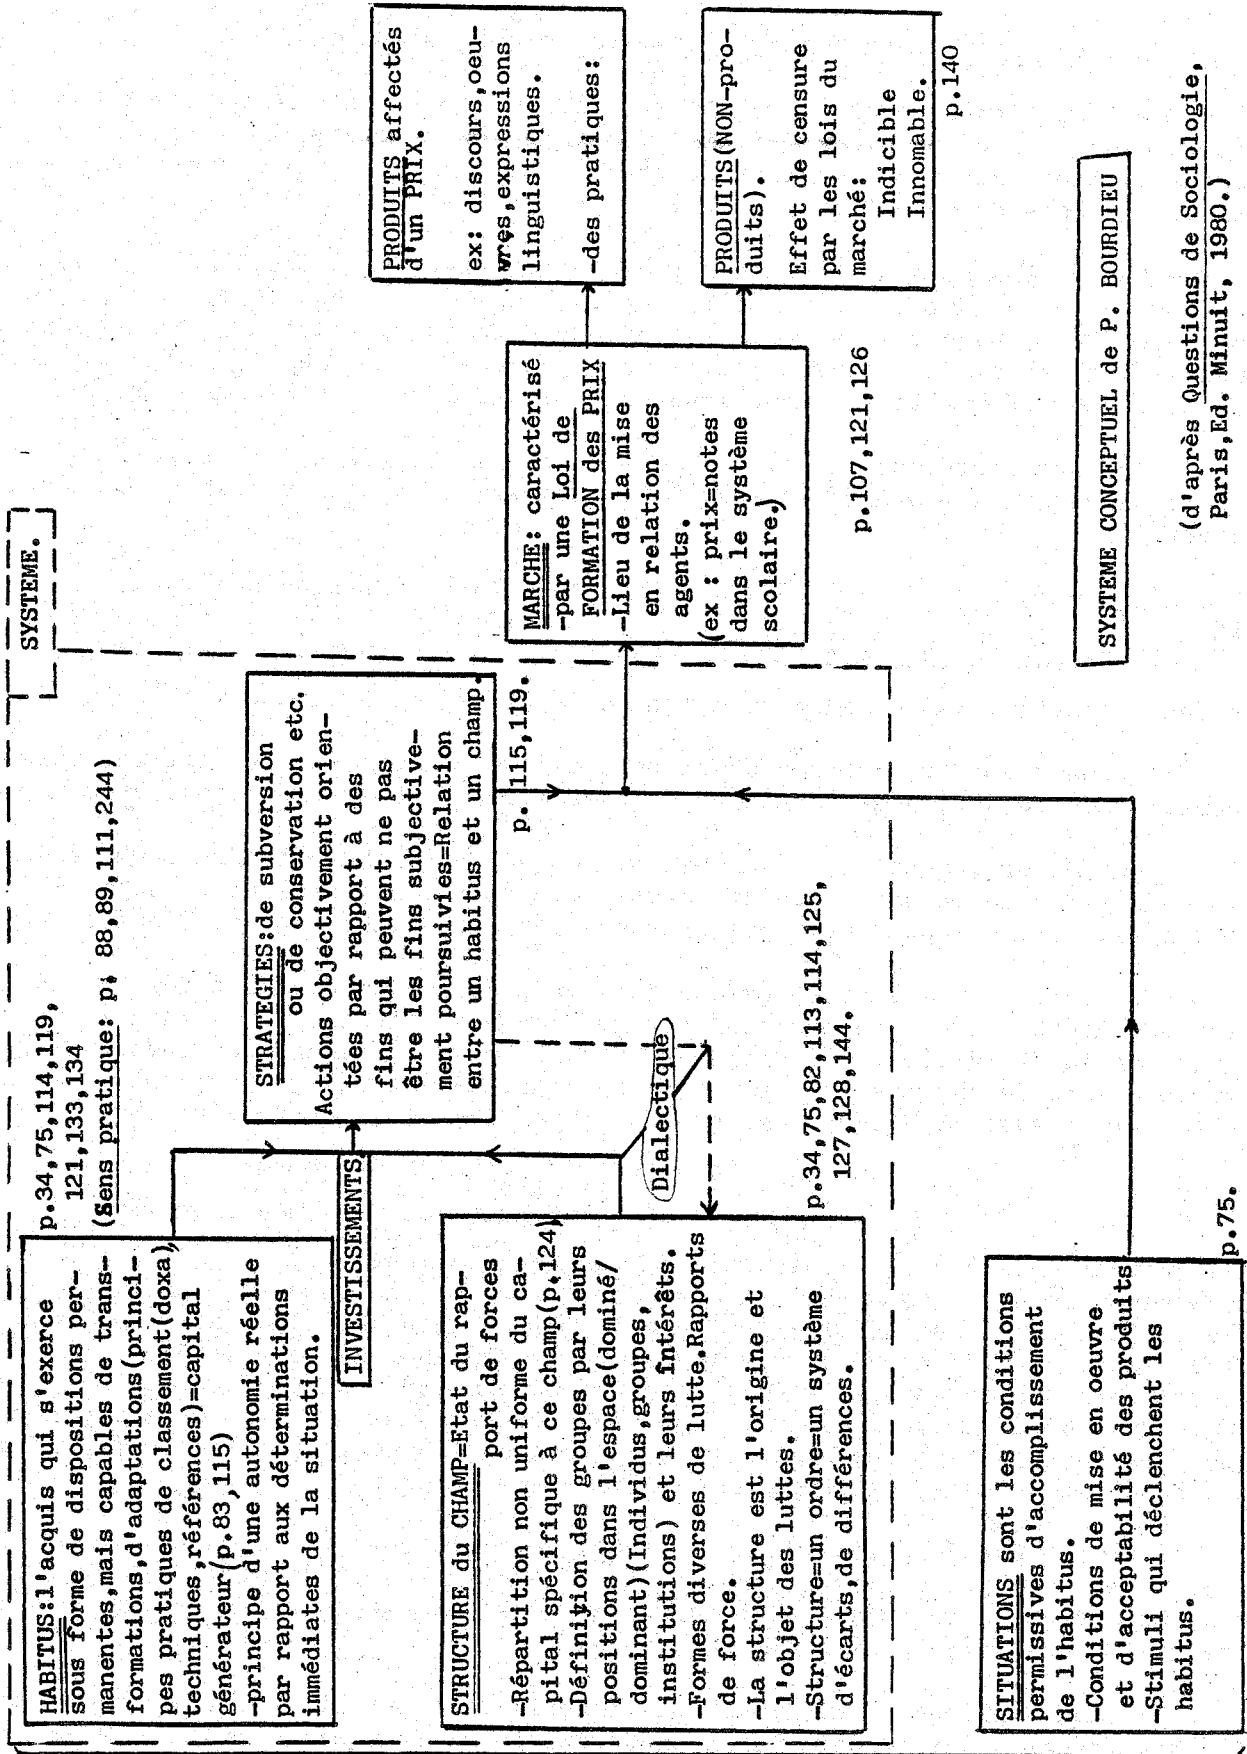 SYSTEME.
HABITUS:l'acquis qui s'exerce
sous forme de dispositions per-
manentes,mais capables de trans-
formations,d'adaptations(princi-
pes pratiques de classement(doxa)
techniques,références)=capital
générateur(p.83,115)
-principe d'une autonomie réelle
par rapport aux déterminations
immédiates de la situation.
p.34,75,114,119,
121,133,134
(Sens pratique: p. 88,89,111,244)
INVESTISSEMENTS
STRUCTURE du CHAMP=Etat du rap-
port de forces
-Répartition non uniforme du ca-
pital spécifique à ce champ(p.124)
-Définition des groupes par leurs
positions dans l'espace(dominé/
dominant)(Individus,groupes,
institutions) et leurs intérêts.
-Formes diverses de lutte.Rapports
de force.
-La structure est l'origine et
l'objet des luttes.
-Structure=un ordre=un système
d'écarts,de différences.
p.34,75,82,113,114,125,
127,128,144.
Dialectique
STRATEGIES:de subversion
ou de conservation etc.
Actions objectivement orien-
tées par rapport à des
fins qui peuvent ne pas
être les fins subjective-
ment poursuivies=Relation
entre un habitus et un champ.
p. 115,119.
SITUATIONS sont les conditions
permissives d'accomplissement
de l'habitus.
-Conditions de mise en oeuvre
et d'acceptabilité des produits
-Stimuli qui déclenchent les
habitus.
p.75.
MARCHE: caractérisé
-par une Loi de
FORMATION des PRIX
-Lieu de la mise
en relation des
agents.
(ex : prix=notes
dans le système
scolaire.)
p.107,121,126
PRODUITS affectés
d'un PRIX.
ex: discours,oeu-
vres,expressions
linguistiques.
-des pratiques:
PRODUITS(NON-pro-
duits).
Effet de censure
par les lois du
marché:
Indicible
Innomable.
p.140
SYSTEME CONCEPTUEL de P. BOURDIEU
(d'après Questions de Sociologie,
Paris,Ed. Minuit, 1980.)